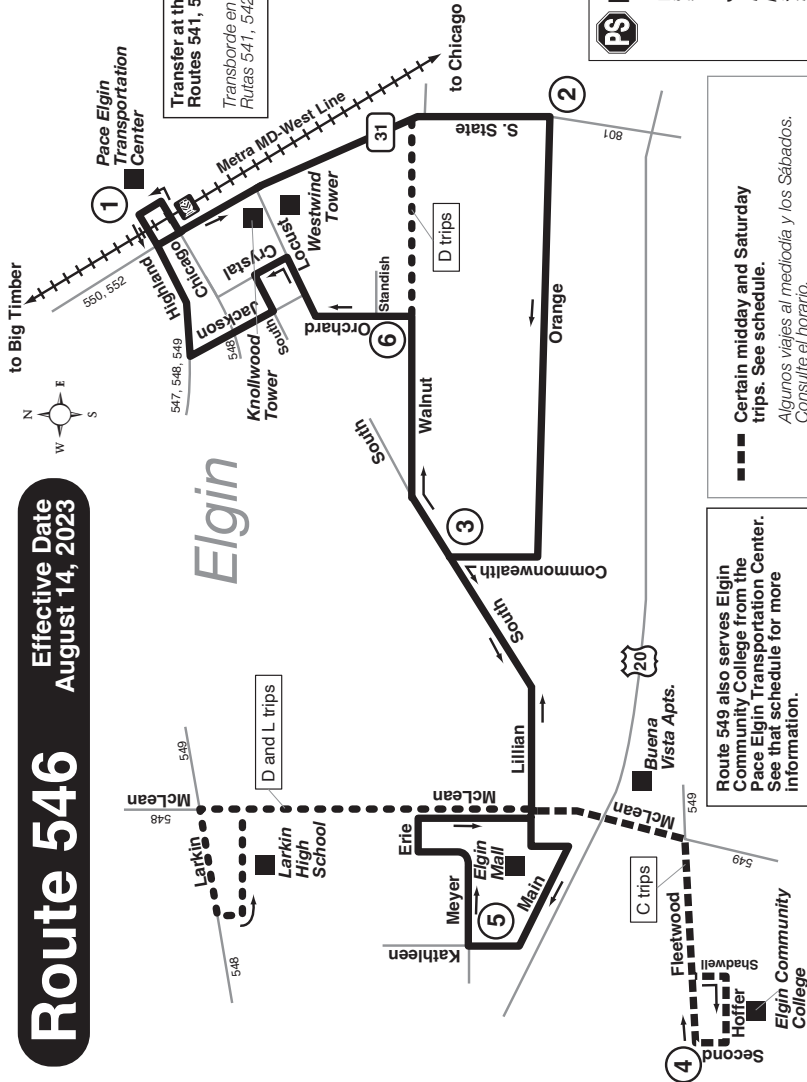 Route 546
Effective Date
August 14, 2023
N
E
S
W
to Big Timber
Elgin
Pace Elgin
Transportation
Center
1
Transfer at th
Routes 541, 5
Transborde en
Rutas 541, 542
Metra MD-West Line
to Chicago
31
550, 552
Highland
Chicago
Jackson
547, 548, 549
548
South
Crystal
Locust
Knollwood
Tower
Westwind
Tower
Orchard
Standish
6
D trips
S. State
2
801
Walnut
South
3
Orange
Commonwealth
South
Lillian
20
Buena
Vista Apts.
D and L trips
549
McLean
548
Larkin
548
Larkin
High
School
McLean
Erie
Meyer
Elgin
Mall
Main
5
Kathleen
McLean
549
549
C trips
Fleetwood
Shadwell
Hoffer
Second
4
Elgin Community
College
Route 549 also serves Elgin
Community College from the
Pace Elgin Transportation Center.
See that schedule for more
information.
Certain midday and Saturday
trips. See schedule.
Algunos viajes al mediodía y los Sábados.
Consulte el horario.
PS